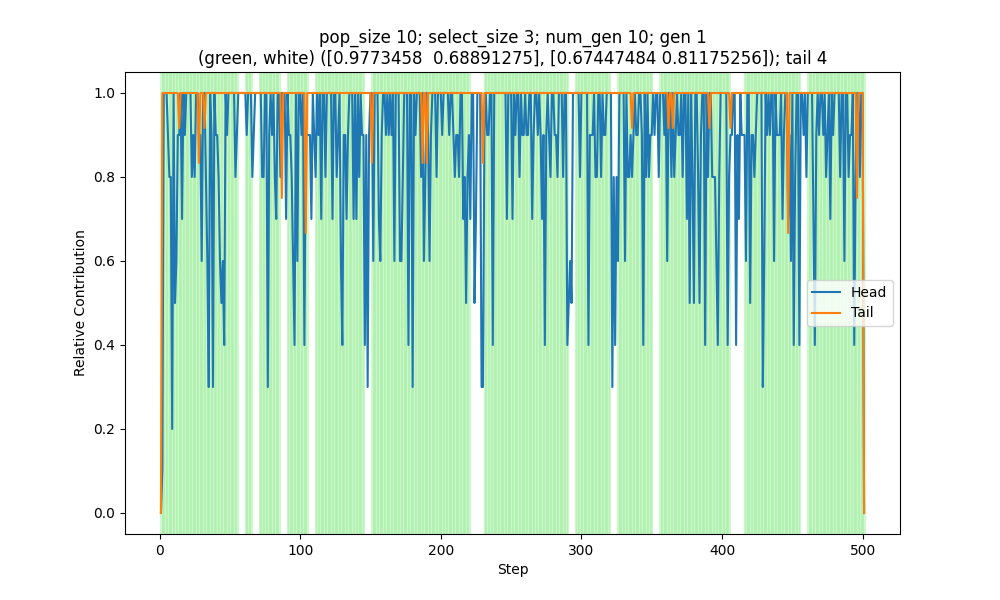 pop_size 10; select_size 3; num_gen 10; gen 1
(green, white) ([0.9773458  0.68891275], [0.67447484 0.81175256]); tail 4
1.0
0.8
0.6
0.4
0.2
0.0
Relative Contribution
Head
Tail
0
100
200
300
400
500
Step